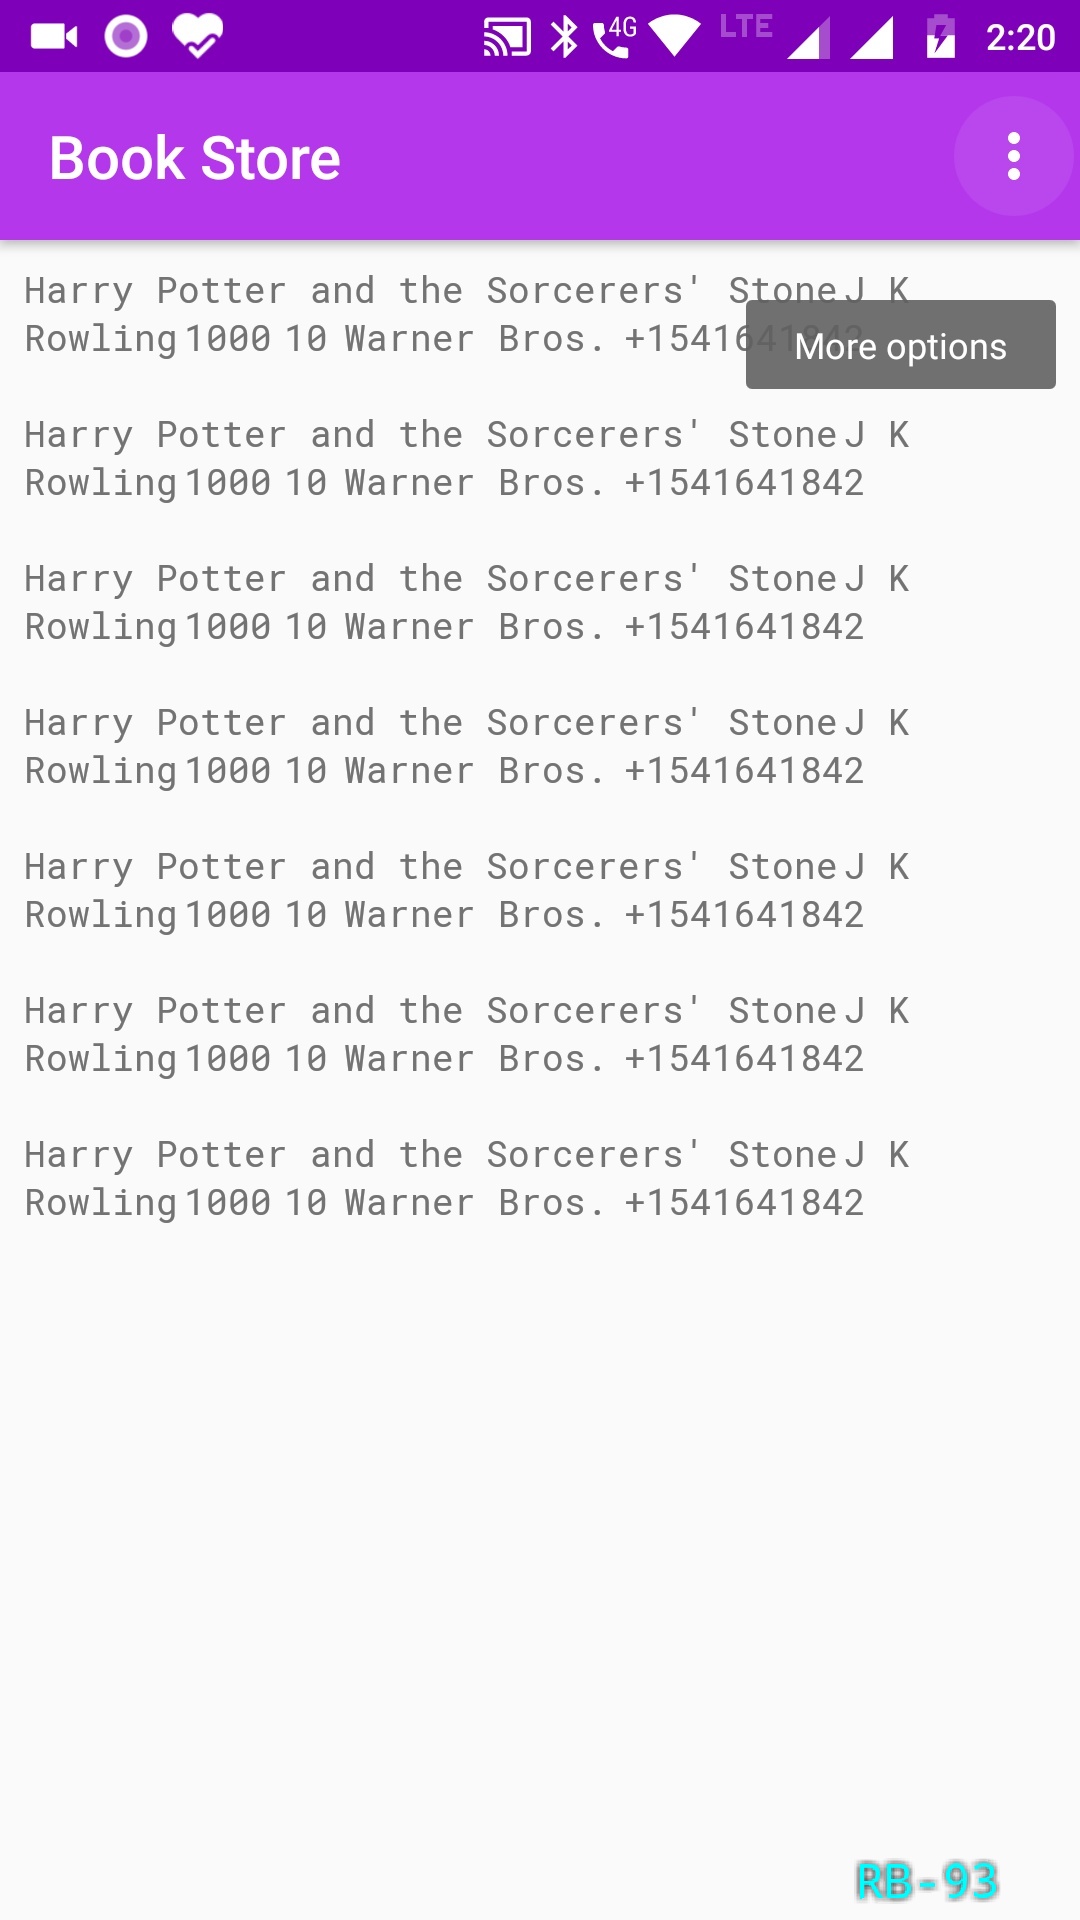 4G LTE 2:20
Book Store
Harry Potter and the Sorcerers' Stone J K
Rowling 1000 10 Warner Bros. +1541641842
More options
Harry Potter and the Sorcerers' Stone J K
Rowling 1000 10 Warner Bros. +1541641842
Harry Potter and the Sorcerers' Stone J K
Rowling 1000 10 Warner Bros. +1541641842
Harry Potter and the Sorcerers' Stone J K
Rowling 1000 10 Warner Bros. +1541641842
Harry Potter and the Sorcerers' Stone J K
Rowling 1000 10 Warner Bros. +1541641842
Harry Potter and the Sorcerers' Stone J K
Rowling 1000 10 Warner Bros. +1541641842
Harry Potter and the Sorcerers' Stone J K
Rowling 1000 10 Warner Bros. +1541641842
RB-93